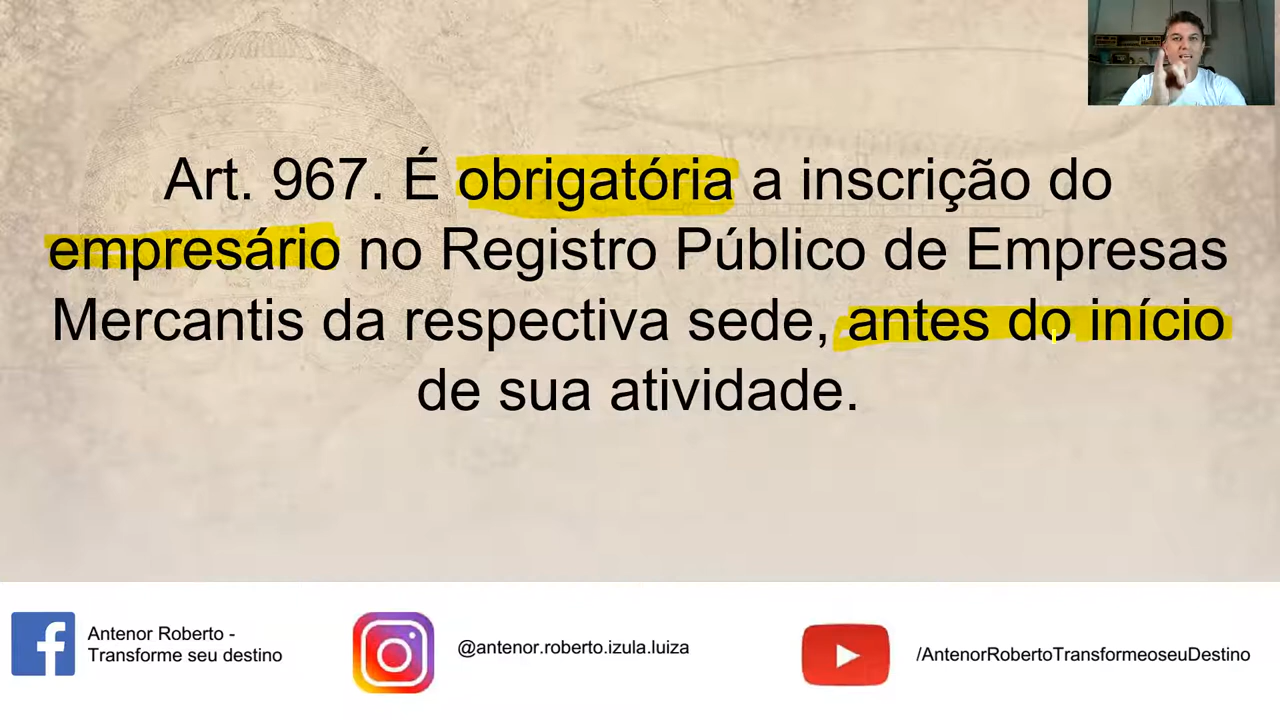 Art. 967. É obrigatória a inscrição do
empresário no Registro Público de Empresas
Mercantis da respectiva sede, antes do início
de sua atividade.
Antenor Roberto -
Transforme seu destino
@antenor.roberto.izula.luiza
/AntenorRobertoTransformeoseuDestino